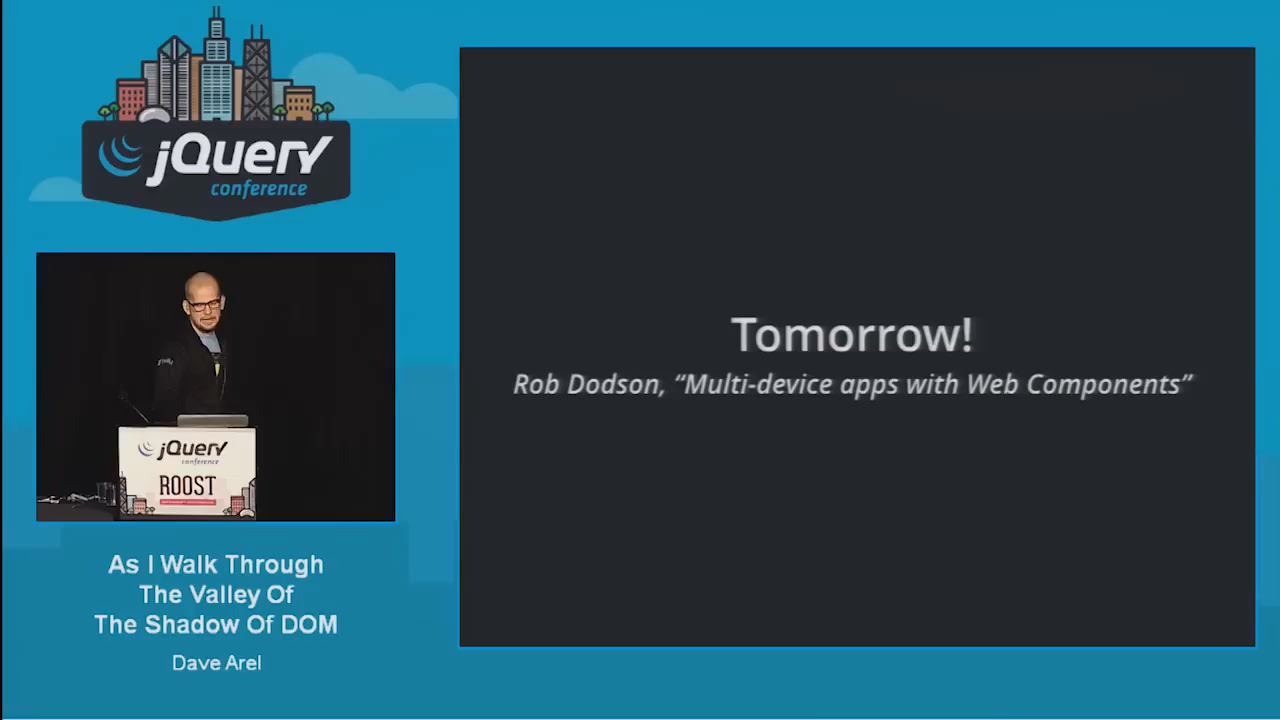 jQuery
conference
Tomorrow!
Rob Dodson, “Multi-device apps with Web Components”
jQuery
conference
ROOST
As I Walk Through
The Valley Of
The Shadow Of DOM
Dave Arel